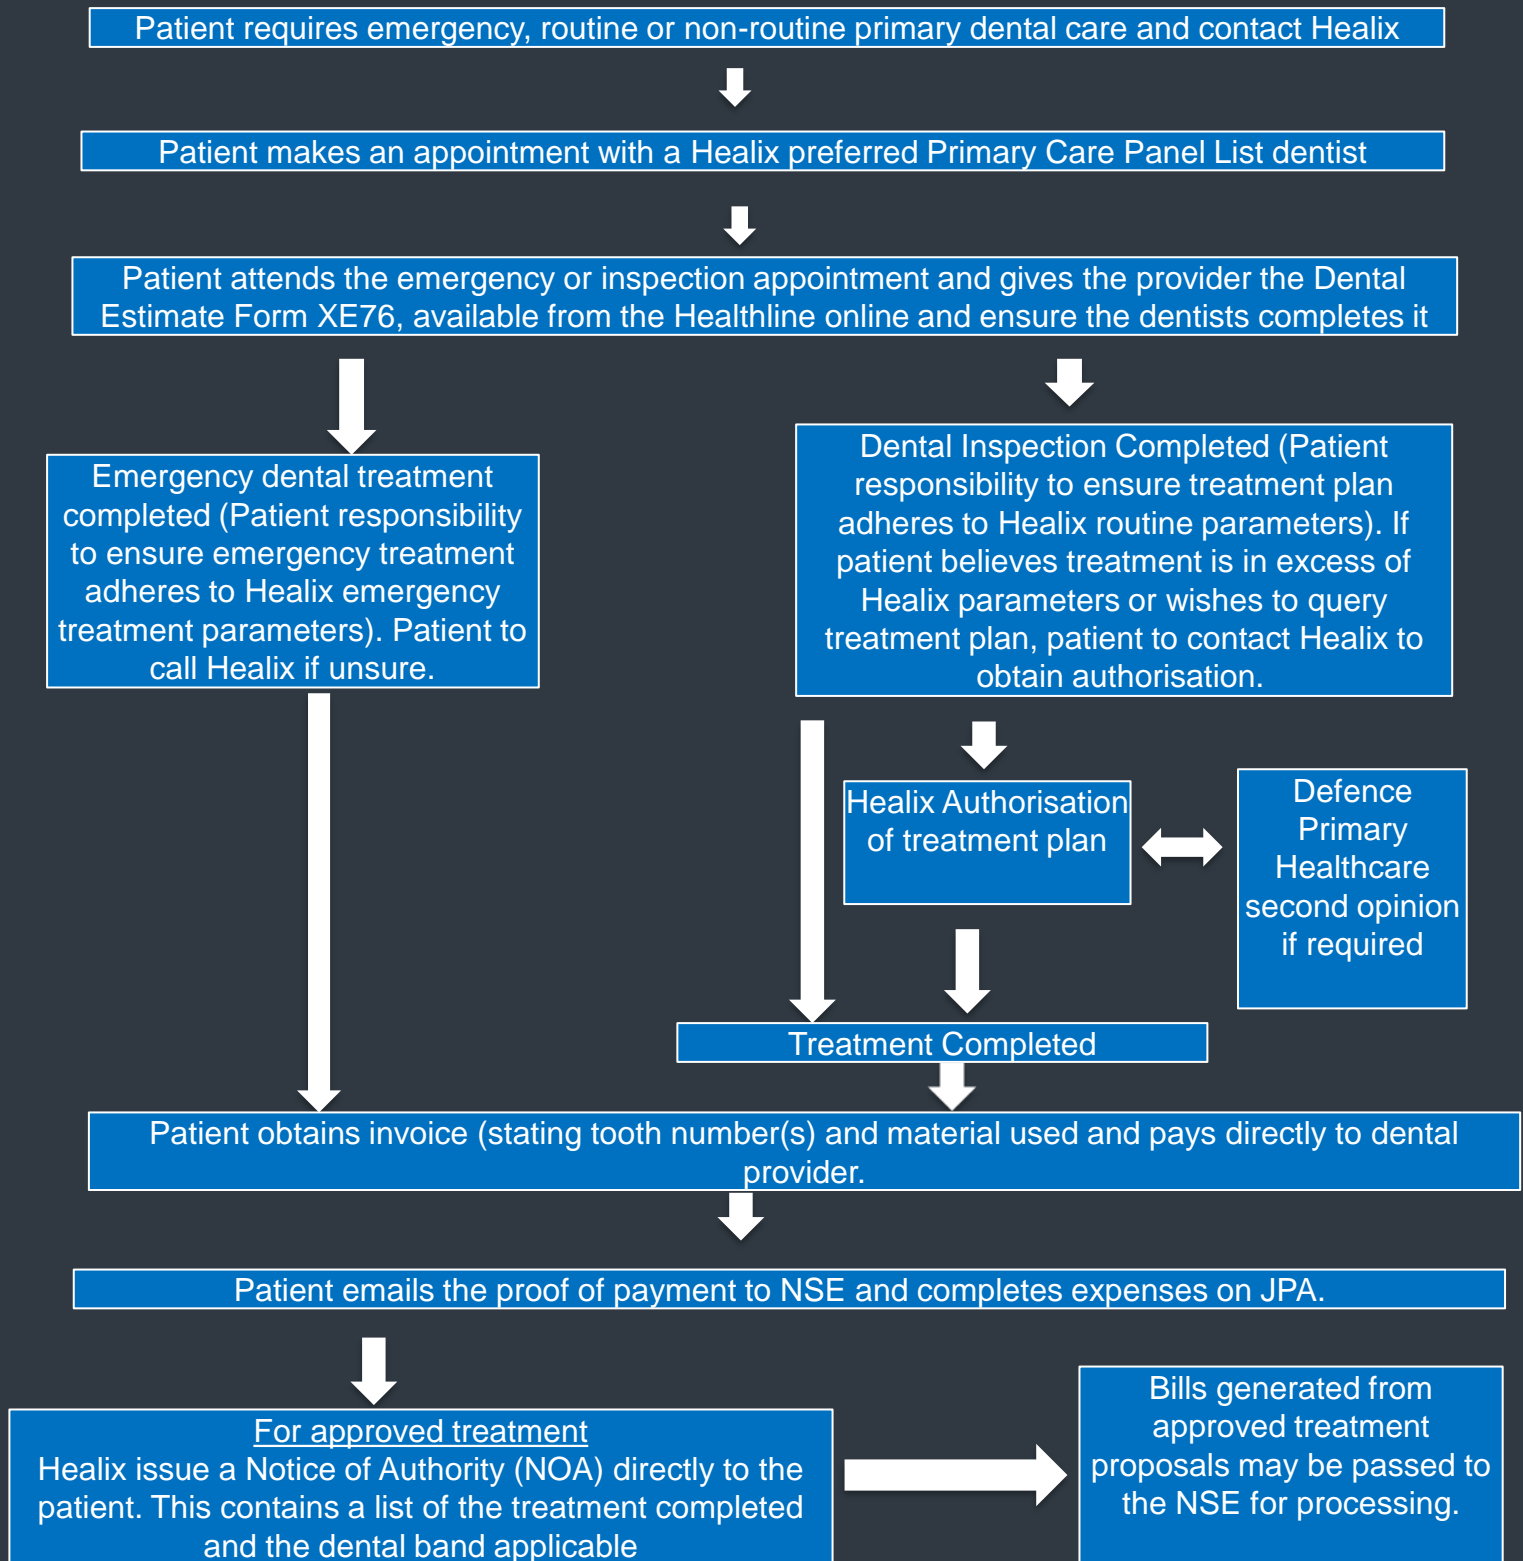 Patient requires emergency, routine or non-routine primary dental care and contact Healix
Patient makes an appointment with a Healix preferred Primary Care Panel List dentist
Patient attends the emergency or inspection appointment and gives the provider the Dental
Estimate Form XE76, available from the Healthline online and ensure the dentists completes it
Emergency dental treatment
completed (Patient responsibility
to ensure emergency treatment
adheres to Healix emergency
treatment parameters). Patient to
call Healix if unsure.
Dental Inspection Completed (Patient
responsibility to ensure treatment plan
adheres to Healix routine parameters). If
patient believes treatment is in excess of
Healix parameters or wishes to query
treatment plan, patient to contact Healix to
obtain authorisation.
Healix Authorisation
of treatment plan
Defence
Primary
Healthcare
second opinion
if required
Treatment Completed
Patient obtains invoice (stating tooth number(s) and material used and pays directly to dental
provider.
Patient emails the proof of payment to NSE and completes expenses on JPA.
For approved treatment
Healix issue a Notice of Authority (NOA) directly to the
patient. This contains a list of the treatment completed
and the dental band applicable
Bills generated from
approved treatment
proposals may be passed to
the NSE for processing.